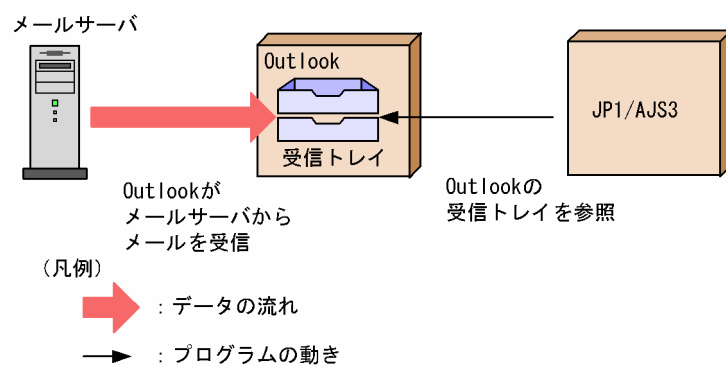 メールサーバ
Outlook
受信トレイ
JP1/AJS3
Outlookが
メールサーバから
メールを受信
Outlookの
受信トレイを参照
（凡例）
：データの流れ
：プログラムの動き